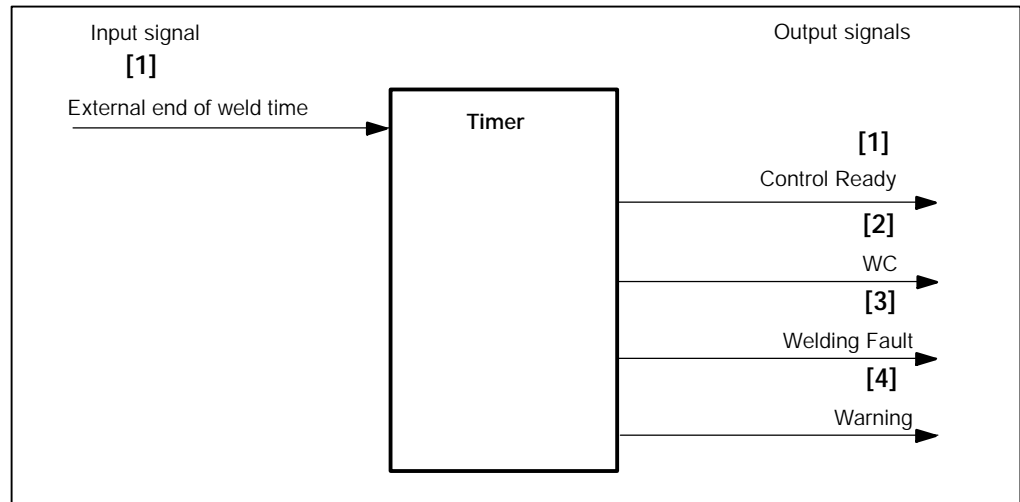 Input signal
Output signals
[1]
External end of weld time
Timer
[1]
Control Ready
[2]
WC
[3]
Welding Fault
[4]
Warning